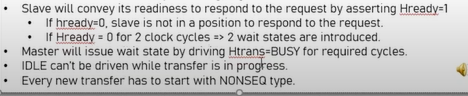 • Slave will convey its readiness to respond to the request by asserting Hready=1
• If hready=0, slave is not in a position to respond to the request.
• If Hready = 0 for 2 clock cycles => 2 wait states are introduced.
• Master will issue wait state by driving Htrans=BUSY for required cycles.
• IDLE can't be driven while transfer is in progress.
• Every new transfer has to start with NONSEQ type.